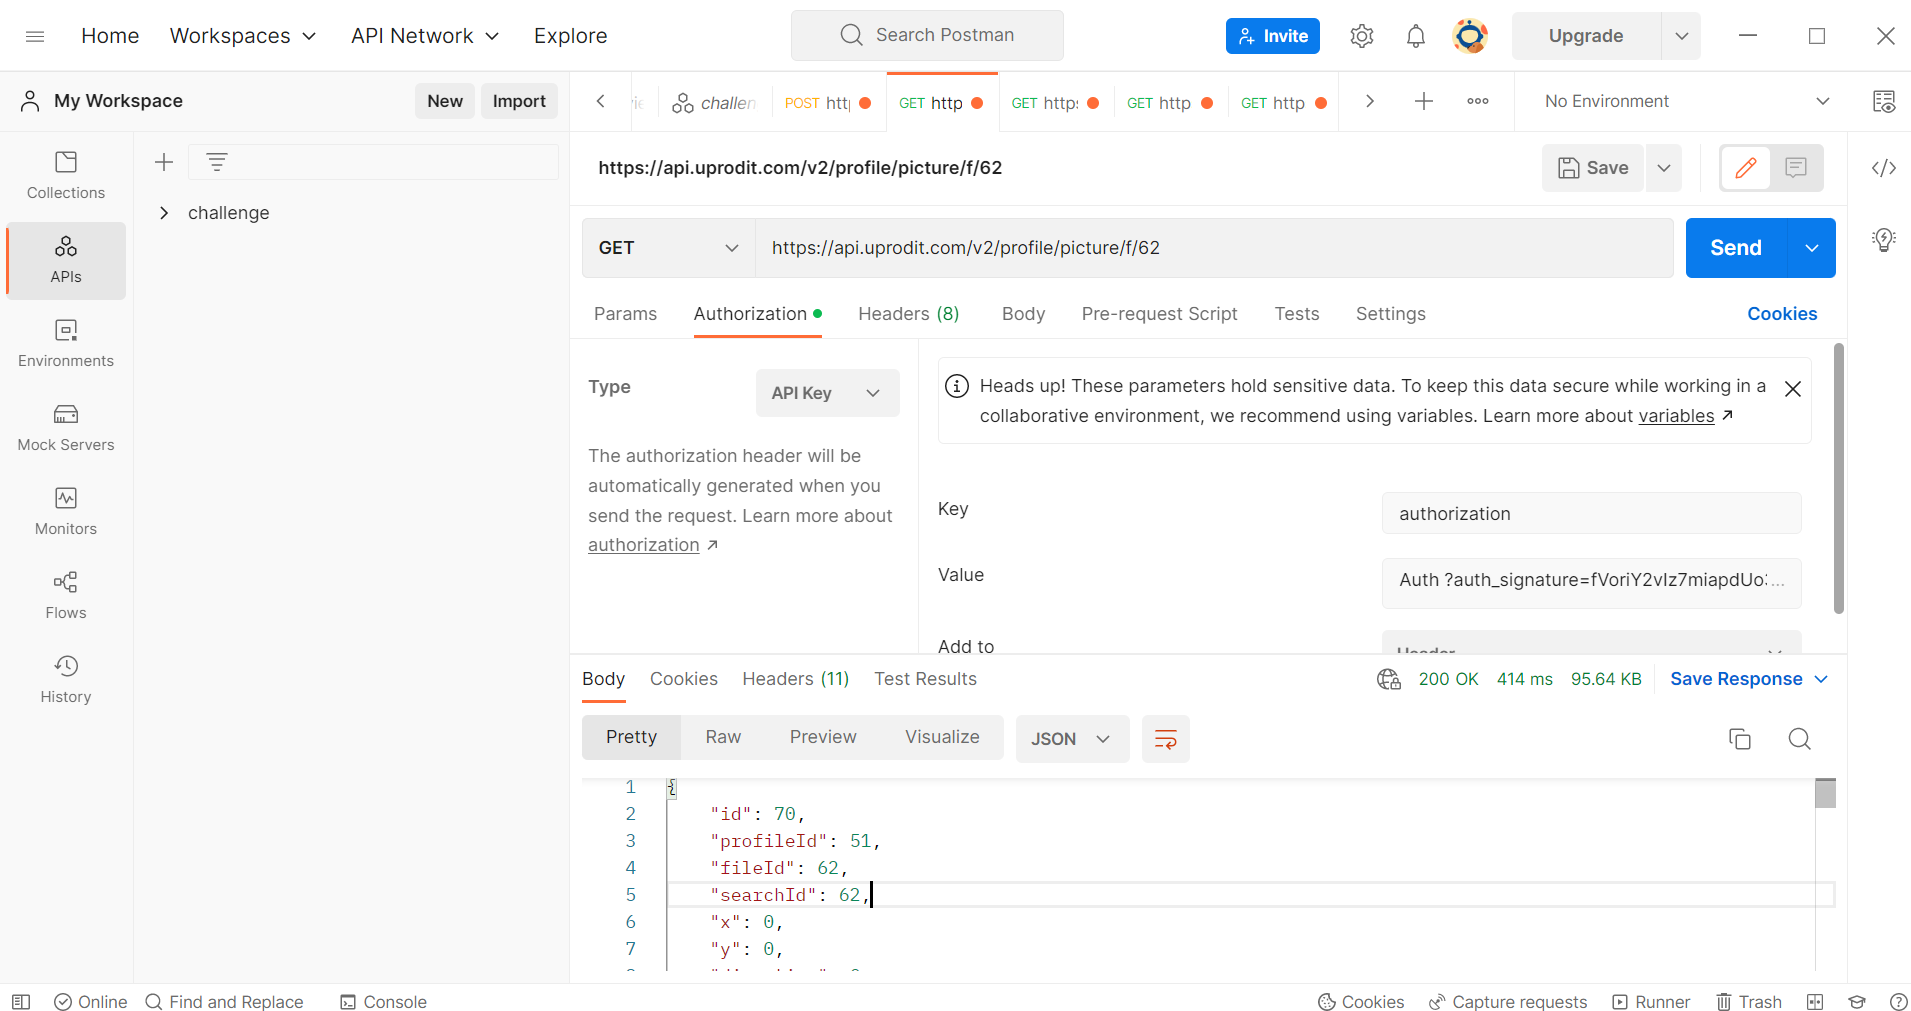 Home Workspaces API Network Explore Search Postman Invite Upgrade
My Workspace New Import challen POST htt GET http GET http GET http GET http No Environment
https://api.uprodit.com/v2/profile/picture/f/62 Save
Collections
challenge
GET https://api.uprodit.com/v2/profile/picture/f/62 Send
APIs
Params Authorization Headers (8) Body Pre-request Script Tests Settings Cookies
Environments
Type API Key
Heads up! These parameters hold sensitive data. To keep this data secure while working in a
collaborative environment, we recommend using variables. Learn more about variables
Mock Servers
The authorization header will be
automatically generated when you
send the request. Learn more about
authorization
Key authorization
Monitors
Value Auth ?auth_signature=fVoriY2vIz7miapdUo...
Flows
Add to Header
Body Cookies Headers (11) Test Results 200 OK 414 ms 95.64 KB Save Response
History
Pretty Raw Preview Visualize JSON
1 {
2 "id": 70,
3 "profileId": 51,
4 "fileId": 62,
5 "searchId": 62,
6 "x": 0,
7 "y": 0,
Online Find and Replace Console Cookies Capture requests Runner Trash